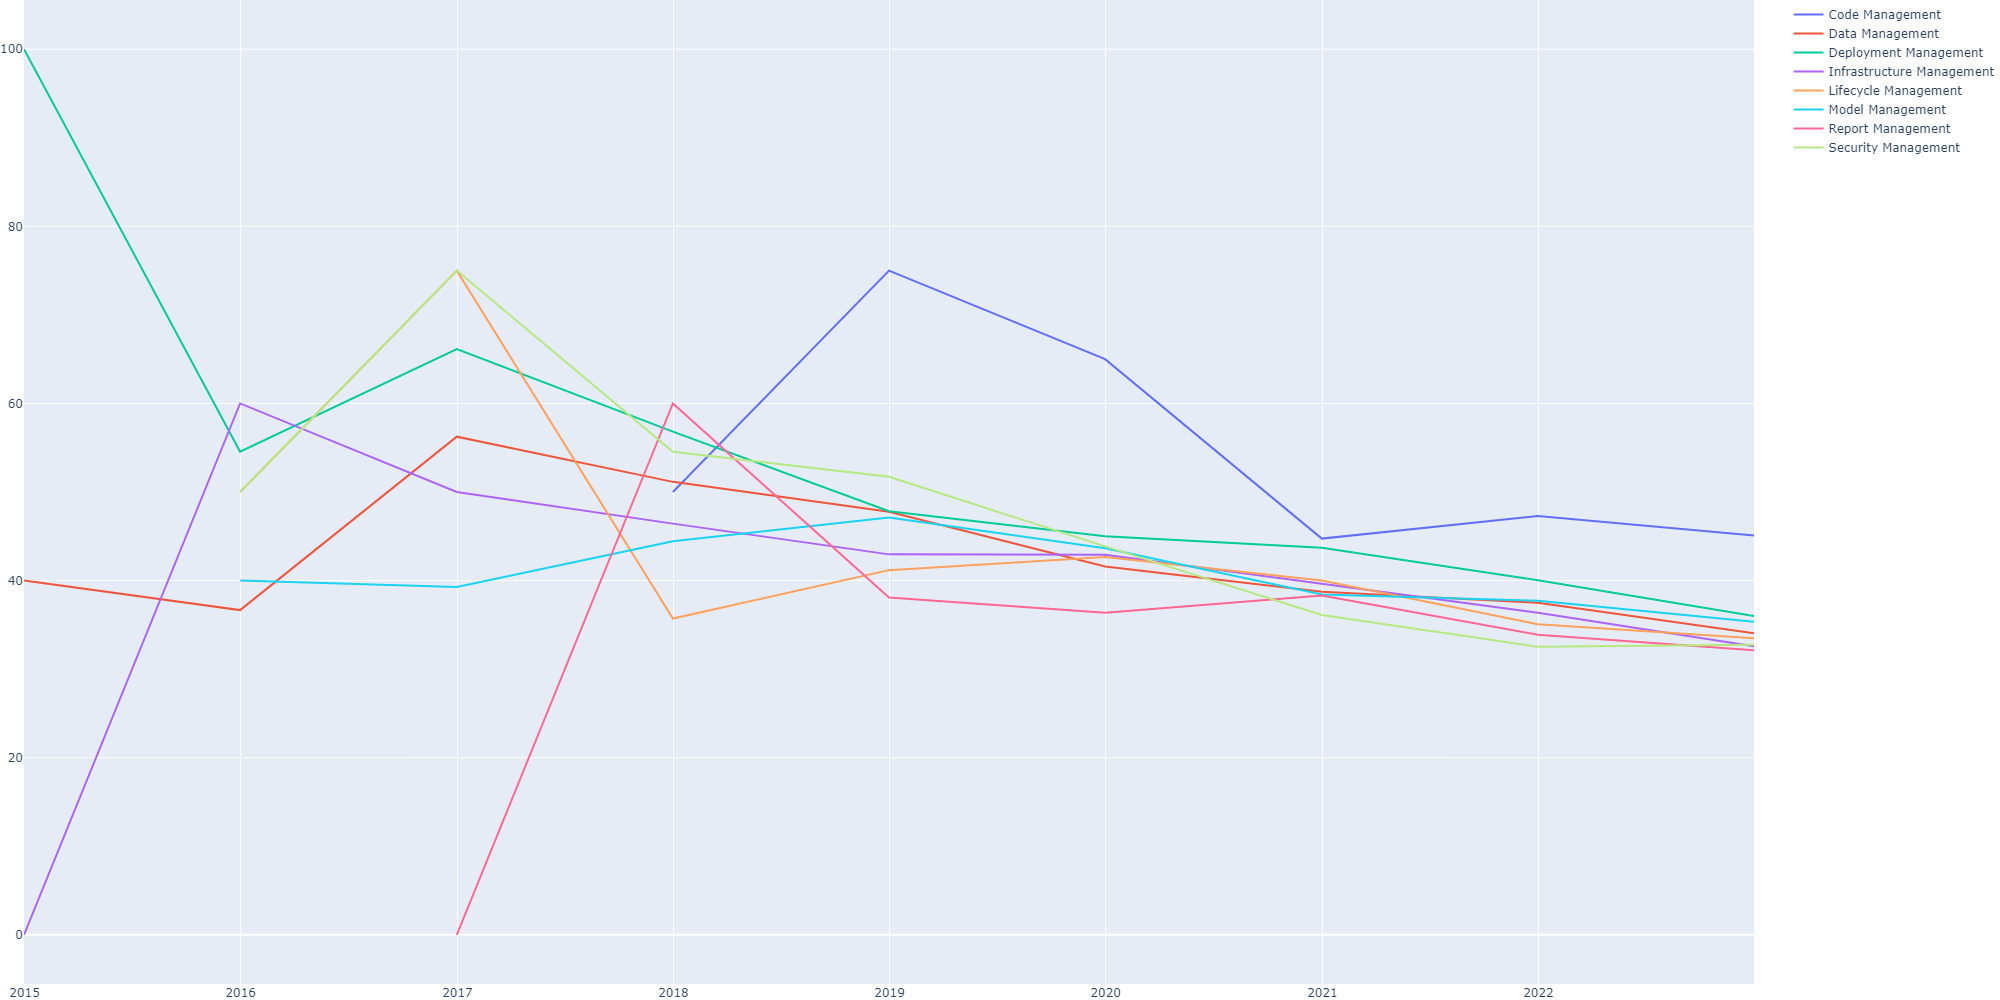 100
80
60
40
20
0
2015 2016 2017 2018 2019 2020 2021 2022
Code Management
Data Management
Deployment Management
Infrastructure Management
Lifecycle Management
Model Management
Report Management
Security Management